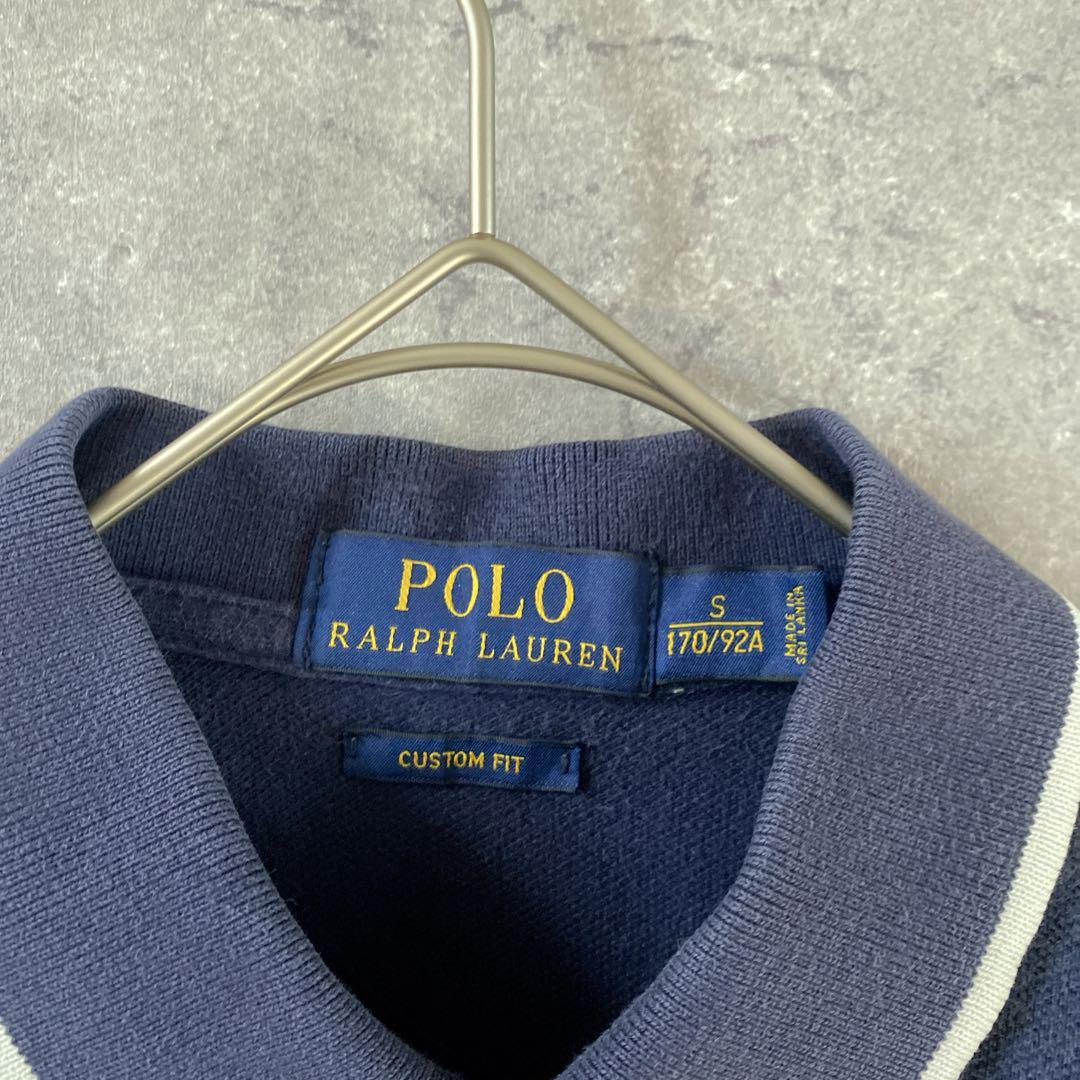 POLO
RALPH LAUREN
S
170/92A
MADE IN
SRI LANKA
CUSTOM FIT